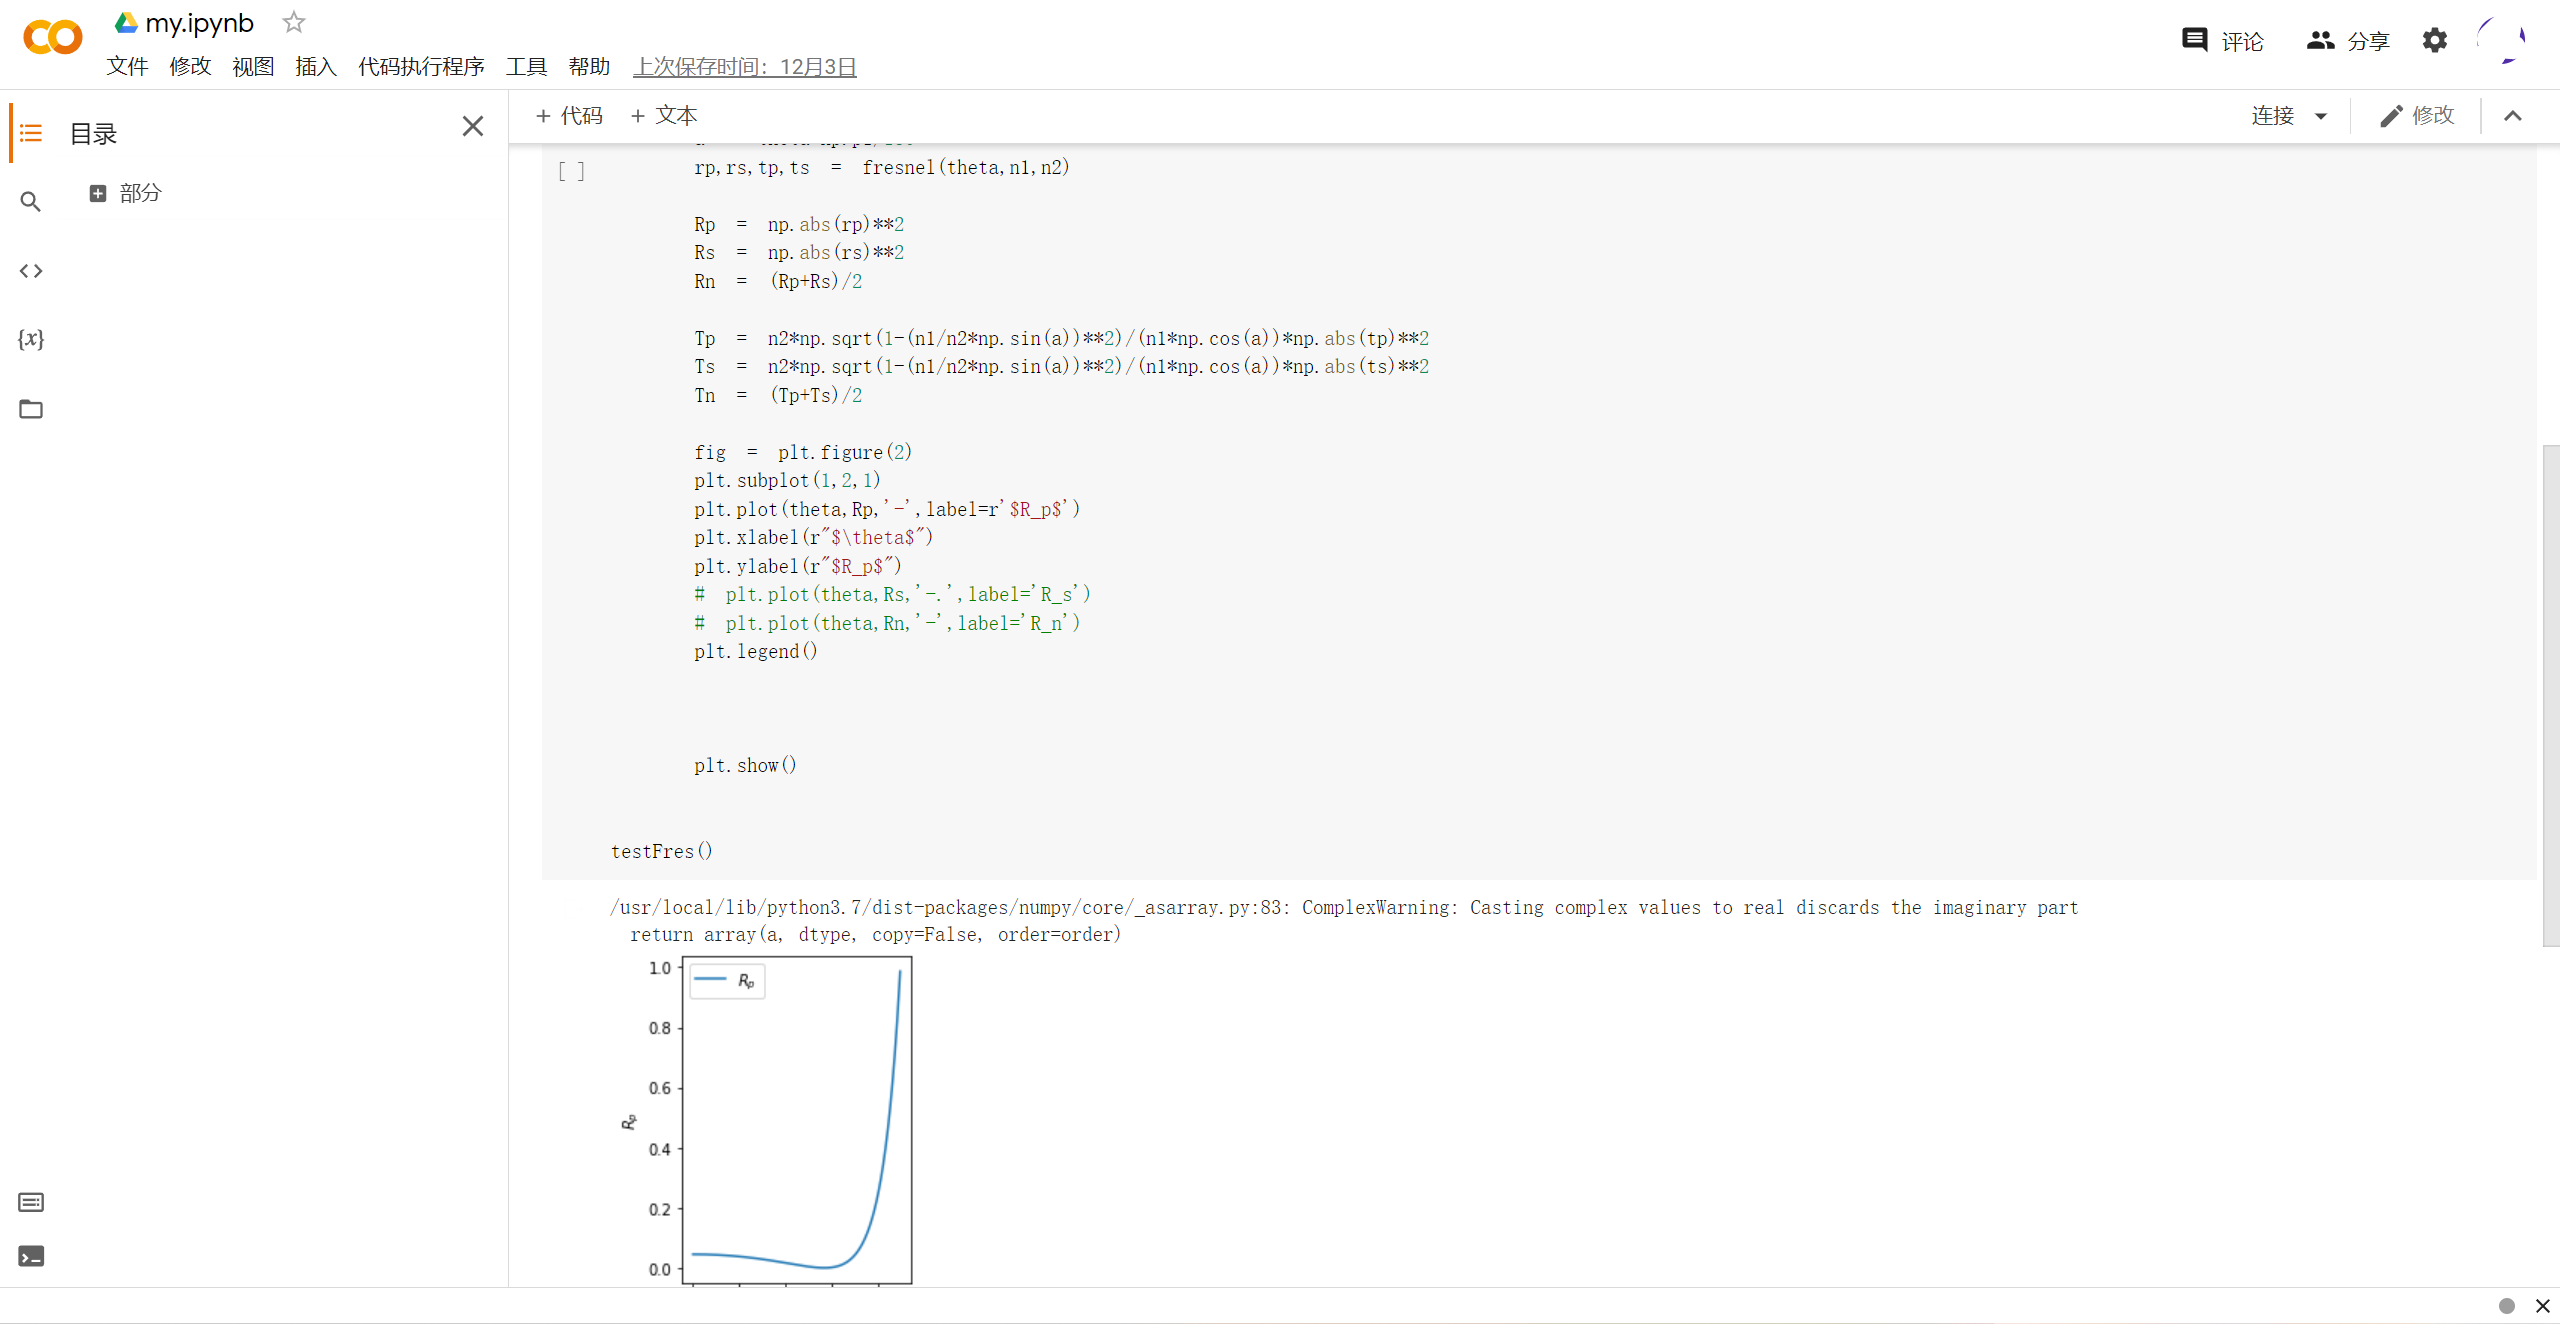 my.ipynb
文件 修改 视图 插入 代码执行程序 工具 帮助 上次保存时间：12月3日
评论 分享
目录
部分
+ 代码 + 文本
连接 修改
[ ]
rp,rs,tp,ts = fresnel(theta,n1,n2)
Rp = np.abs(rp)**2
Rs = np.abs(rs)**2
Rn = (Rp+Rs)/2
Tp = n2*np.sqrt(1-(n1/n2*np.sin(a))**2)/(n1*np.cos(a))*np.abs(tp)**2
Ts = n2*np.sqrt(1-(n1/n2*np.sin(a))**2)/(n1*np.cos(a))*np.abs(ts)**2
Tn = (Tp+Ts)/2
fig = plt.figure(2)
plt.subplot(1,2,1)
plt.plot(theta,Rp,'-',label=r'$R_p$')
plt.xlabel(r"$\theta$")
plt.ylabel(r"$R_p$")
# plt.plot(theta,Rs,'-.',label='R_s')
# plt.plot(theta,Rn,'-',label='R_n')
plt.legend()
plt.show()
testFres()
/usr/local/lib/python3.7/dist-packages/numpy/core/_asarray.py:83: ComplexWarning: Casting complex values to real discards the imaginary part
return array(a, dtype, copy=False, order=order)
1.0
Rp
0.8
0.6
Rp
0.4
0.2
0.0